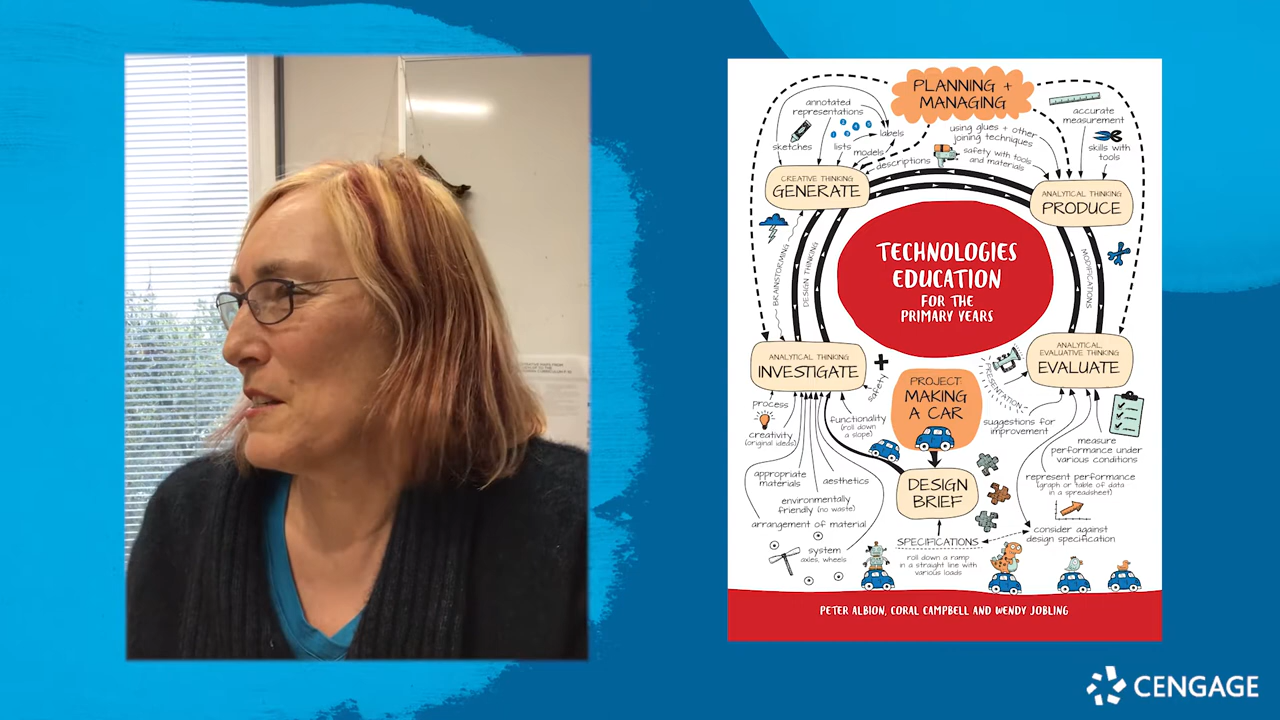 PLANNING +
MANAGING
annotated
representations
sketches
lists
models
labels
descriptions
using glues + other
joining techniques
safety with tools
and materials
accurate
measurement
skills with
tools
CREATIVE THINKING
GENERATE
ANALYTICAL THINKING
PRODUCE
BRAINSTORMING
DESIGN THINKING
MODIFICATIONS
TECHNOLOGIES
EDUCATION
FOR THE
PRIMARY YEARS
ANALYTICAL THINKING
INVESTIGATE
safety
ANALYTICAL,
EVALUATIVE THINKING
EVALUATE
PRESENTATION
PROJECT:
MAKING
A CAR
process
creativity
(original ideas)
functionality
(roll down
a slope)
appropriate
materials
aesthetics
environmentally
friendly (no waste)
arrangement of material
system
axles, wheels
DESIGN
BRIEF
SPECIFICATIONS
roll down a ramp
in a straight line with
various loads
suggestions for
improvement
measure
performance under
various conditions
represent performance
(graph or table of data
in a spreadsheet)
consider against
design specification
PETER ALBION, CORAL CAMPBELL AND WENDY JOBLING
CENGAGE